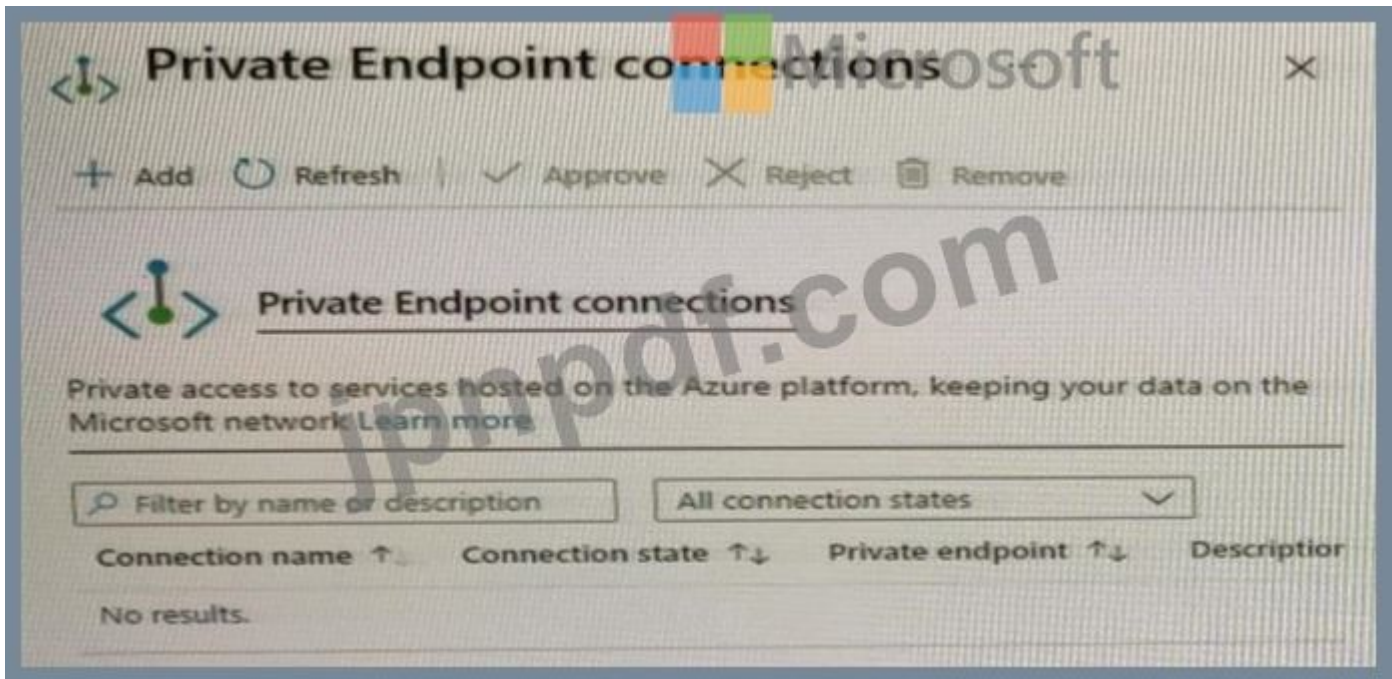 Private Endpoint connections ...
Microsoft
Add Refresh Approve Reject Remove
Private Endpoint connections
Private access to services hosted on the Azure platform, keeping your data on the
Microsoft network Learn more
jpnpdf.com
Filter by name or description All connection states
Connection name Connection state Private endpoint Description
No results.